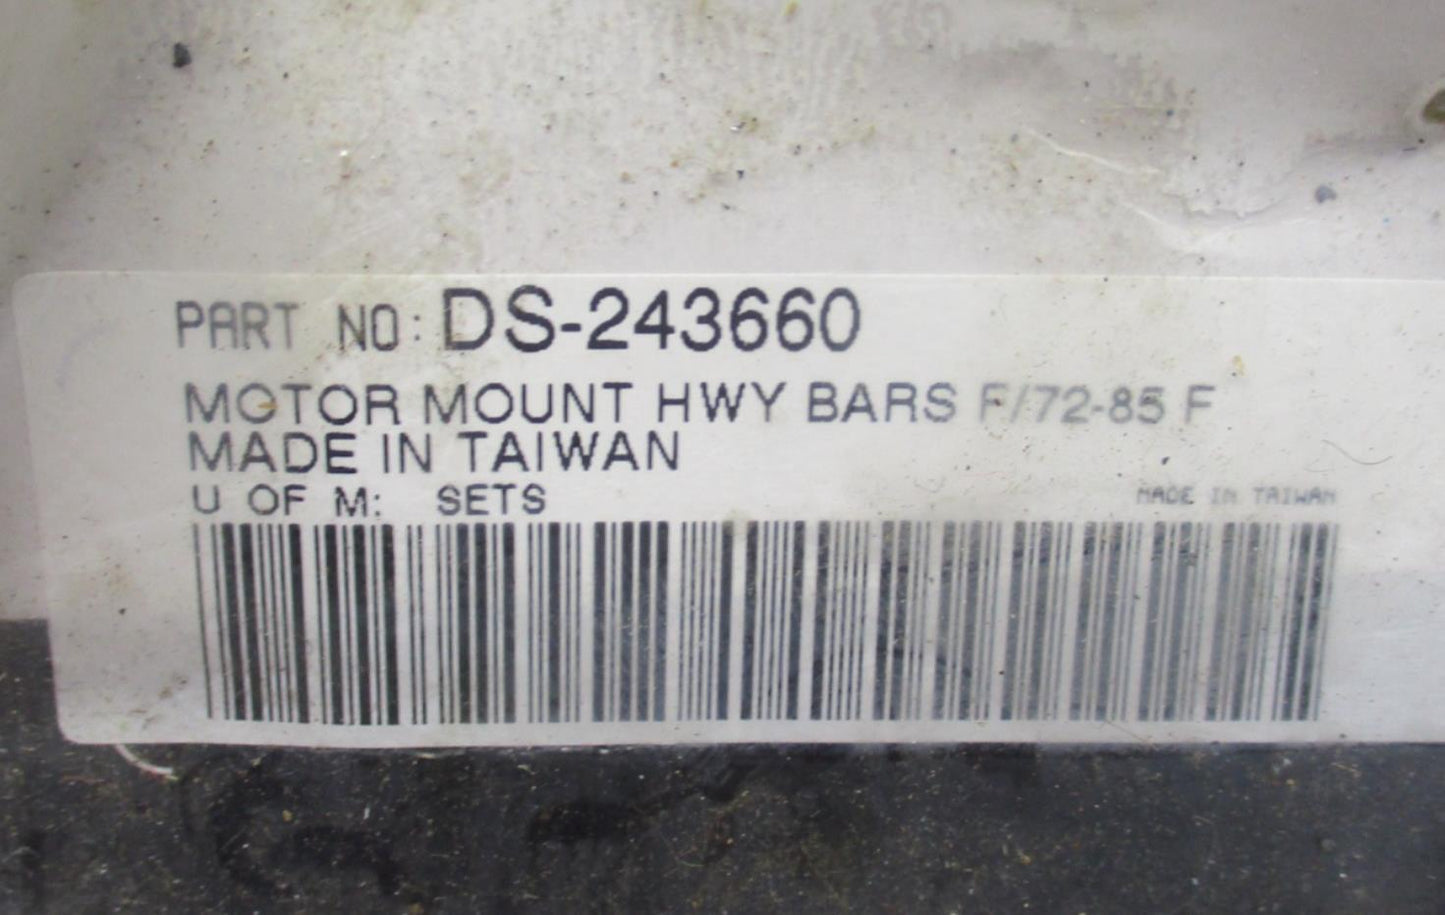 PART NO: DS-243660
MOTOR MOUNT HWY BARS F/72-85 F
MADE IN TAIWAN
U OF M: SETS
MADE IN TAIWAN